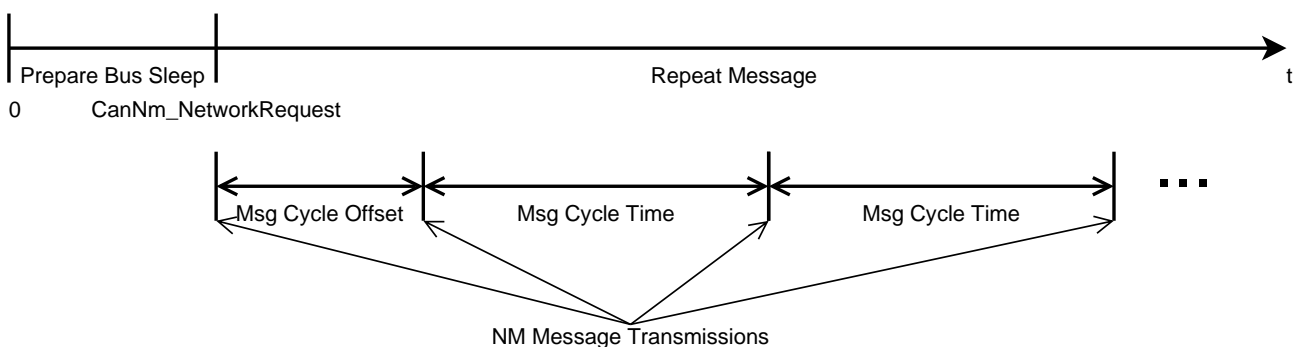 Prepare Bus Sleep Repeat Message t
0 CanNm_NetworkRequest
Msg Cycle Offset Msg Cycle Time Msg Cycle Time
NM Message Transmissions